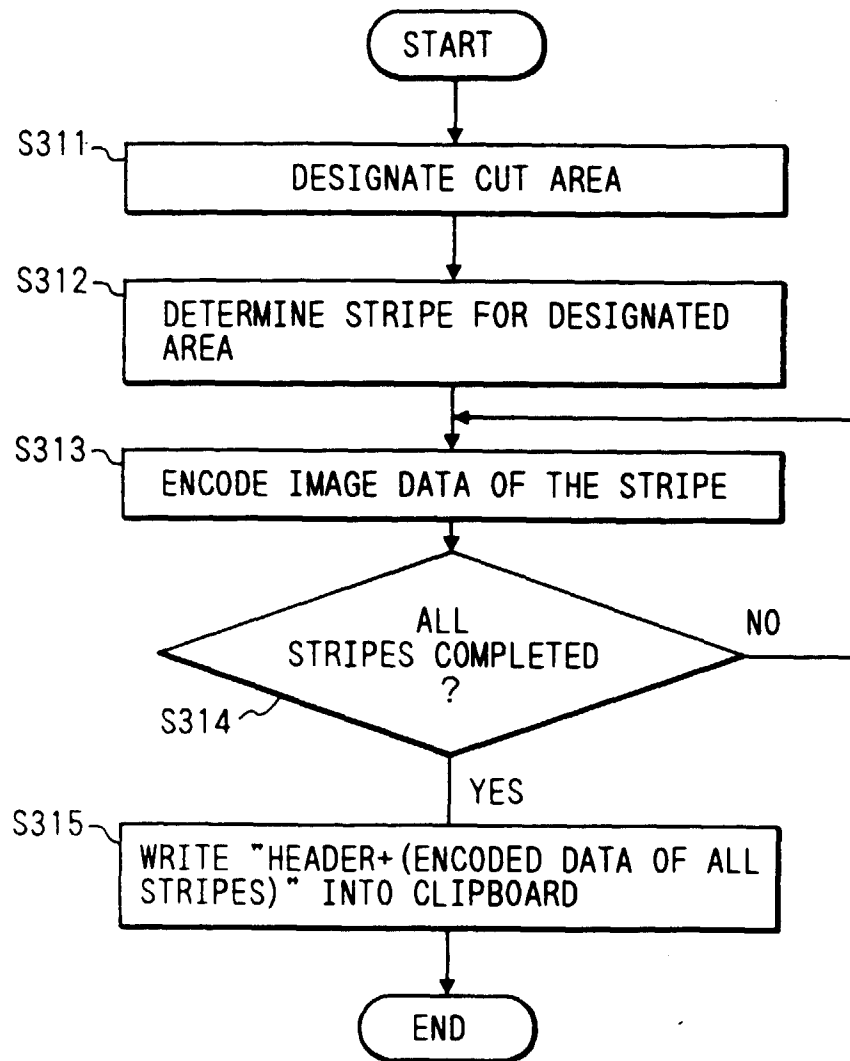 START
S311
DESIGNATE CUT AREA
S312
DETERMINE STRIPE FOR DESIGNATED
AREA
S313
ENCODE IMAGE DATA OF THE STRIPE
ALL
STRIPES COMPLETED
?
NO
S314
YES
S315
WRITE "HEADER+(ENCODED DATA OF ALL
STRIPES)" INTO CLIPBOARD
END